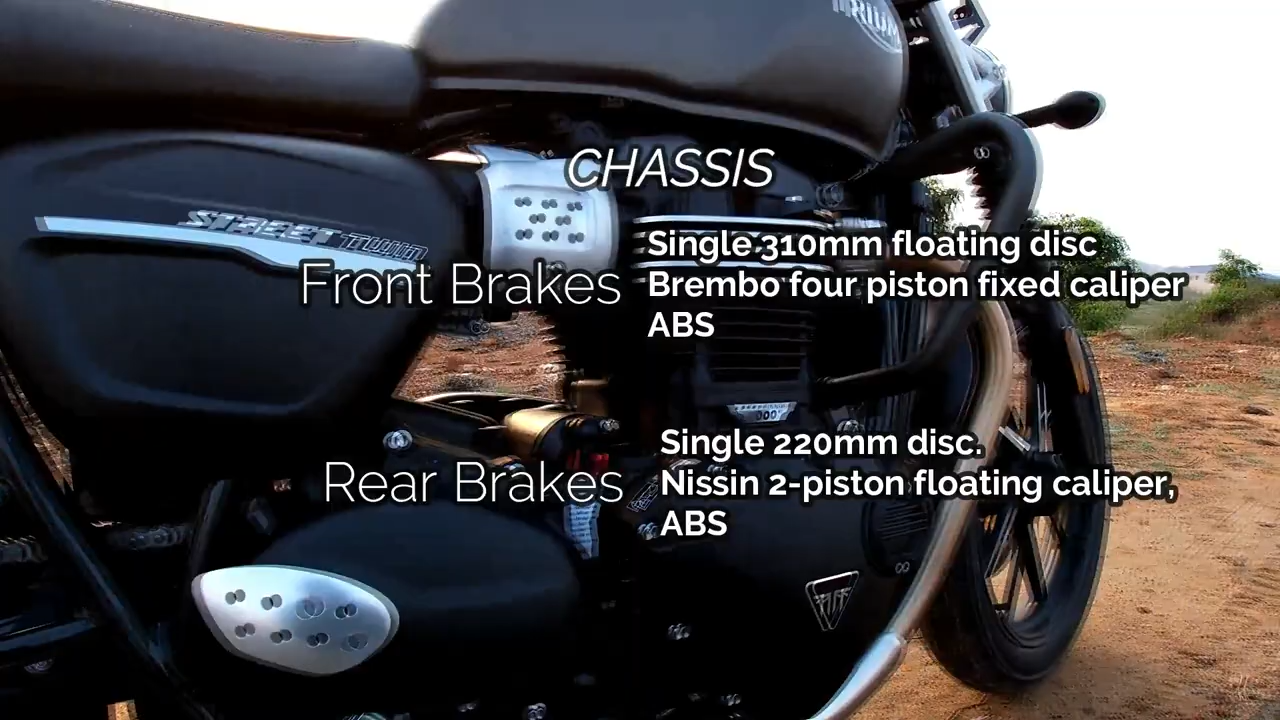 TRIUM
CHASSIS
STREET TWIN
Front Brakes
Single 310mm floating disc
Brembo four piston fixed caliper
ABS
Rear Brakes
Single 220mm disc.
Nissin 2-piston floating caliper,
ABS